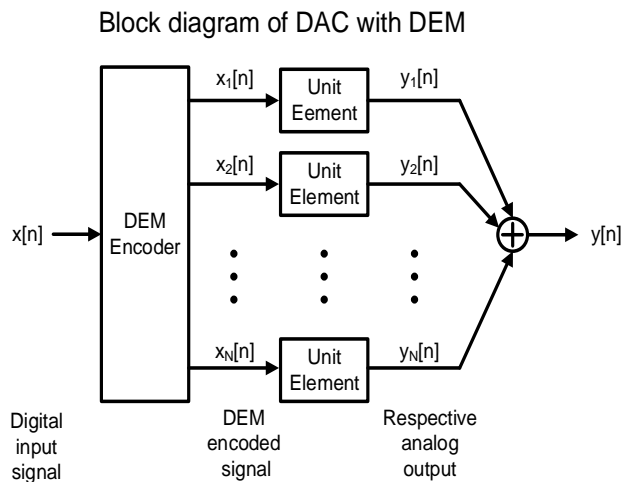 Block diagram of DAC with DEM
x1[n]
Unit
Eement
y1[n]
x2[n]
Unit
Element
y2[n]
x[n]
DEM
Encoder
y[n]
xN[n]
Unit
Element
yN[n]
Digital
input
signal
DEM
encoded
signal
Respective
analog
output